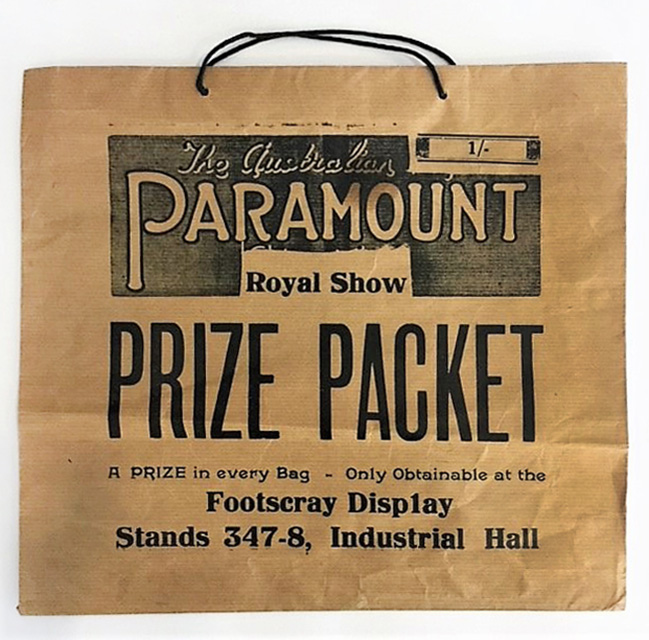 The Australian
1/-
PARAMOUNT
Royal Show
PRIZE PACKET
A PRIZE in every Bag - Only Obtainable at the
Footscray Display
Stands 347-8, Industrial Hall